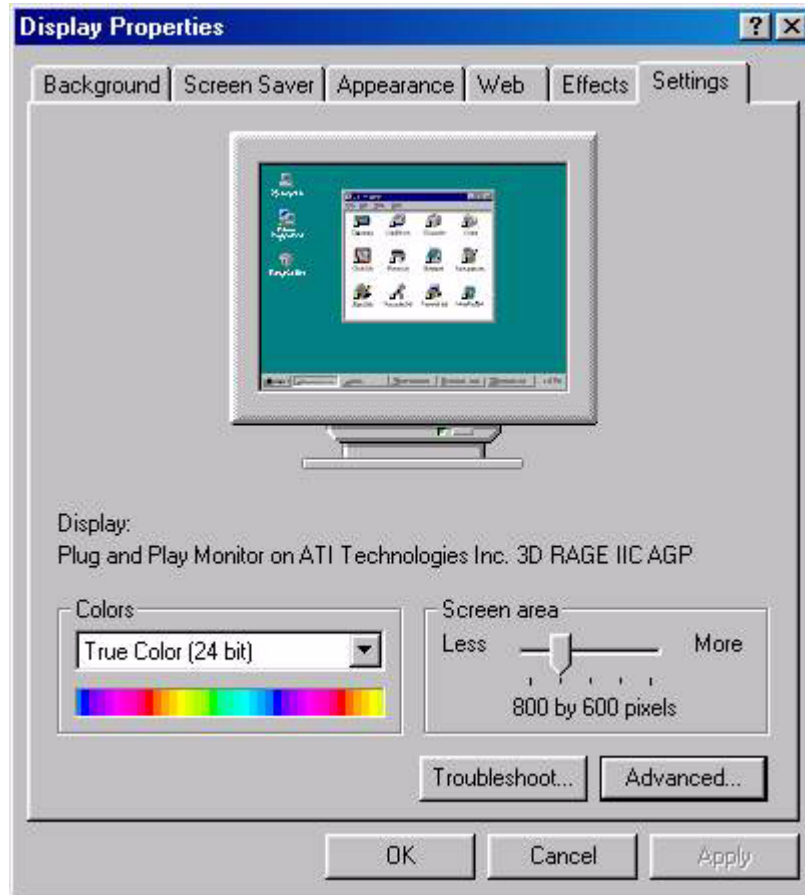 Display Properties
Background Screen Saver Appearance Web Effects Settings
Display:
Plug and Play Monitor on ATI Technologies Inc. 3D RAGE IIC AGP
Colors
True Color (24 bit)
Screen area
Less More
800 by 600 pixels
Troubleshoot... Advanced...
OK Cancel Apply